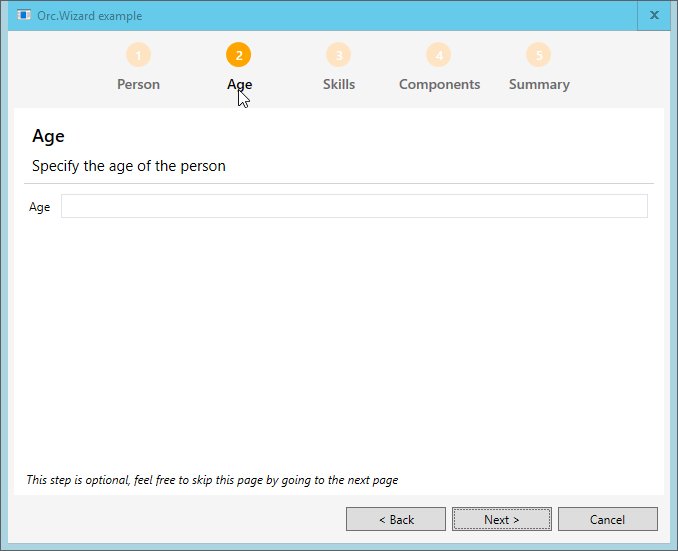 Orc.Wizard example
x
1 2 3 4 5
Person Age Skills Components Summary
Age
Specify the age of the person
Age
This step is optional, feel free to skip this page by going to the next page
< Back Next > Cancel